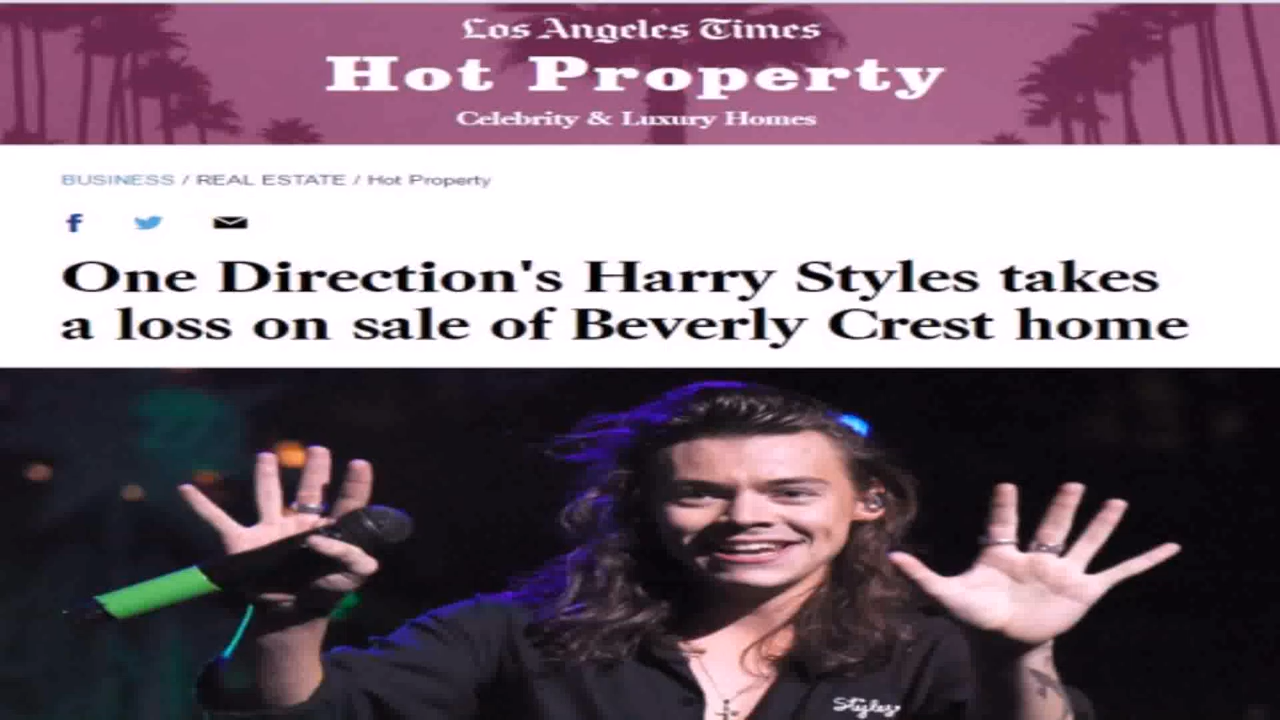 Los Angeles Times
Hot Property
Celebrity & Luxury Homes
BUSINESS / REAL ESTATE / Hot Property
One Direction's Harry Styles takes
a loss on sale of Beverly Crest home
Styles